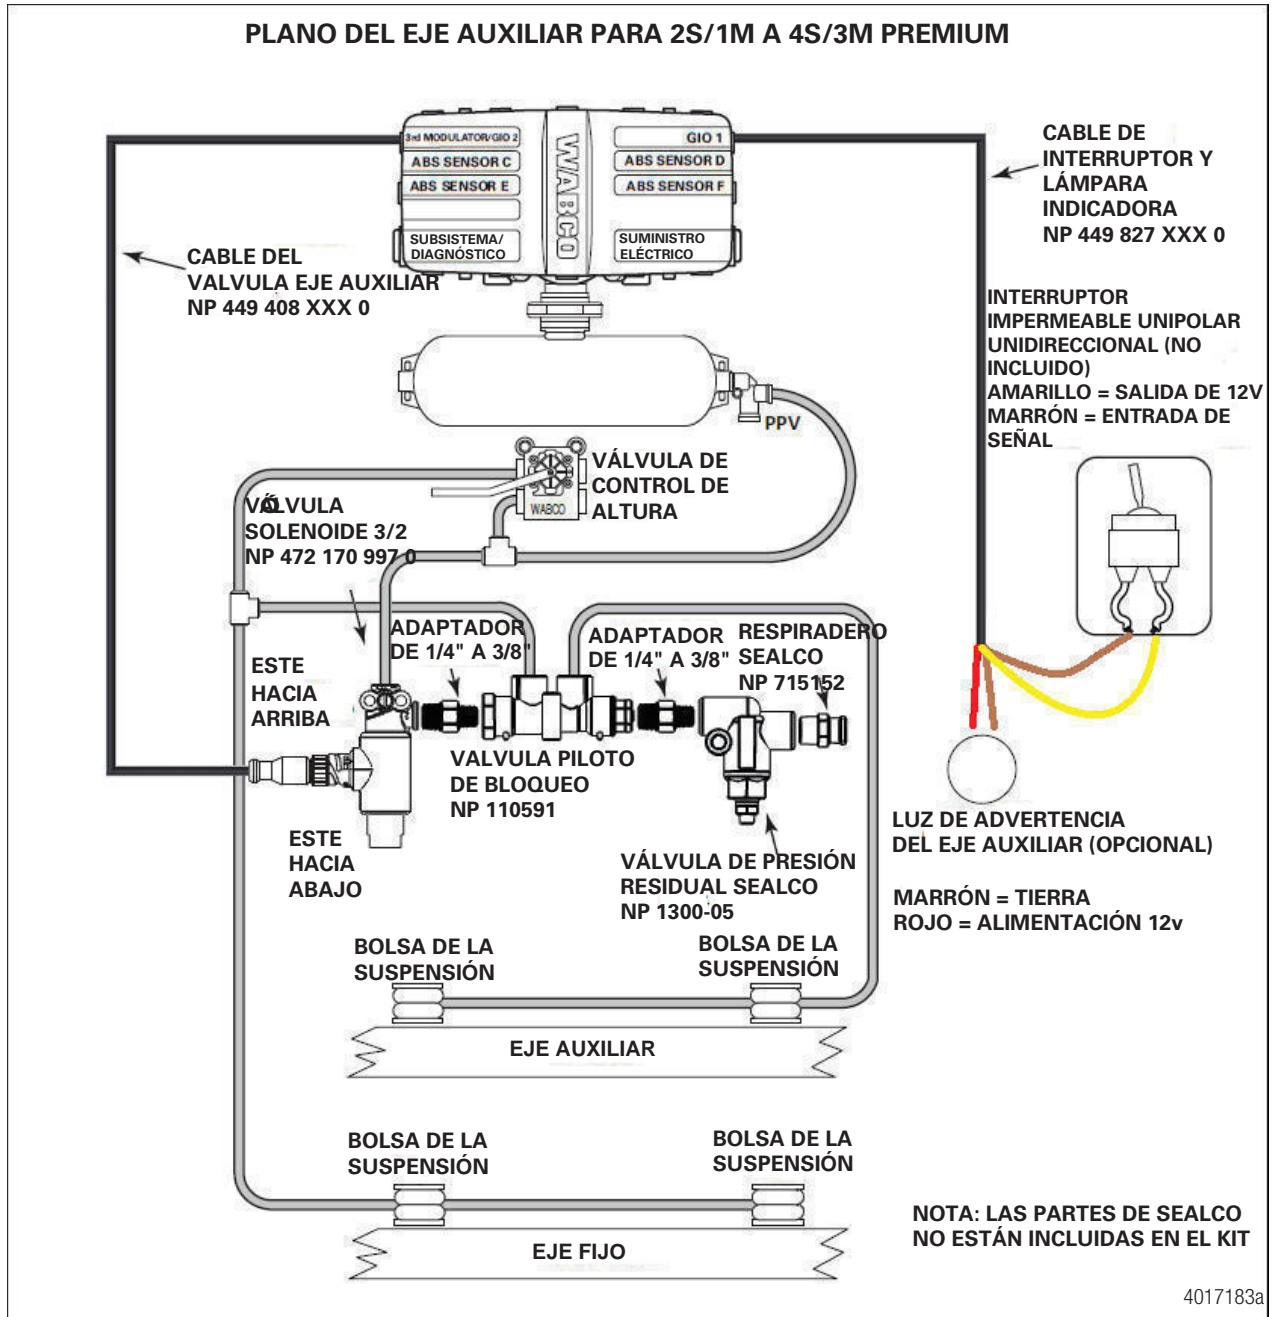 PLANO DEL EJE AUXILIAR PARA 2S/1M A 4S/3M PREMIUM
3rd MODULATOR/GIO 2
ABS SENSOR C
ABS SENSOR E
SUBSISTEMA/
DIAGNÓSTICO
WABCO
GIO 1
ABS SENSOR D
ABS SENSOR F
SUMINISTRO
ELÉCTRICO
CABLE DE
INTERRUPTOR Y
LÁMPARA
INDICADORA
NP 449 827 XXX 0
CABLE DEL
VALVULA EJE AUXILIAR
NP 449 408 XXX 0
INTERRUPTOR
IMPERMEABLE UNIPOLAR
UNIDIRECCIONAL (NO
INCLUIDO)
AMARILLO = SALIDA DE 12V
MARRÓN = ENTRADA DE
SEÑAL
PPV
VÁLVULA DE
CONTROL DE
ALTURA
WABCO
VÁLVULA
SOLENOIDE 3/2
NP 472 170 997 0
ADAPTADOR
DE 1/4" A 3/8"
ADAPTADOR
DE 1/4" A 3/8"
RESPIRADERO
SEALCO
NP 715152
ESTE
HACIA
ARRIBA
VALVULA PILOTO
DE BLOQUEO
NP 110591
ESTE
HACIA
ABAJO
VÁLVULA DE PRESIÓN
RESIDUAL SEALCO
NP 1300-05
LUZ DE ADVERTENCIA
DEL EJE AUXILIAR (OPCIONAL)
MARRÓN = TIERRA
ROJO = ALIMENTACIÓN 12v
BOLSA DE LA
SUSPENSIÓN
BOLSA DE LA
SUSPENSIÓN
EJE AUXILIAR
BOLSA DE LA
SUSPENSIÓN
BOLSA DE LA
SUSPENSIÓN
EJE FIJO
NOTA: LAS PARTES DE SEALCO
NO ESTÁN INCLUIDAS EN EL KIT
4017183a